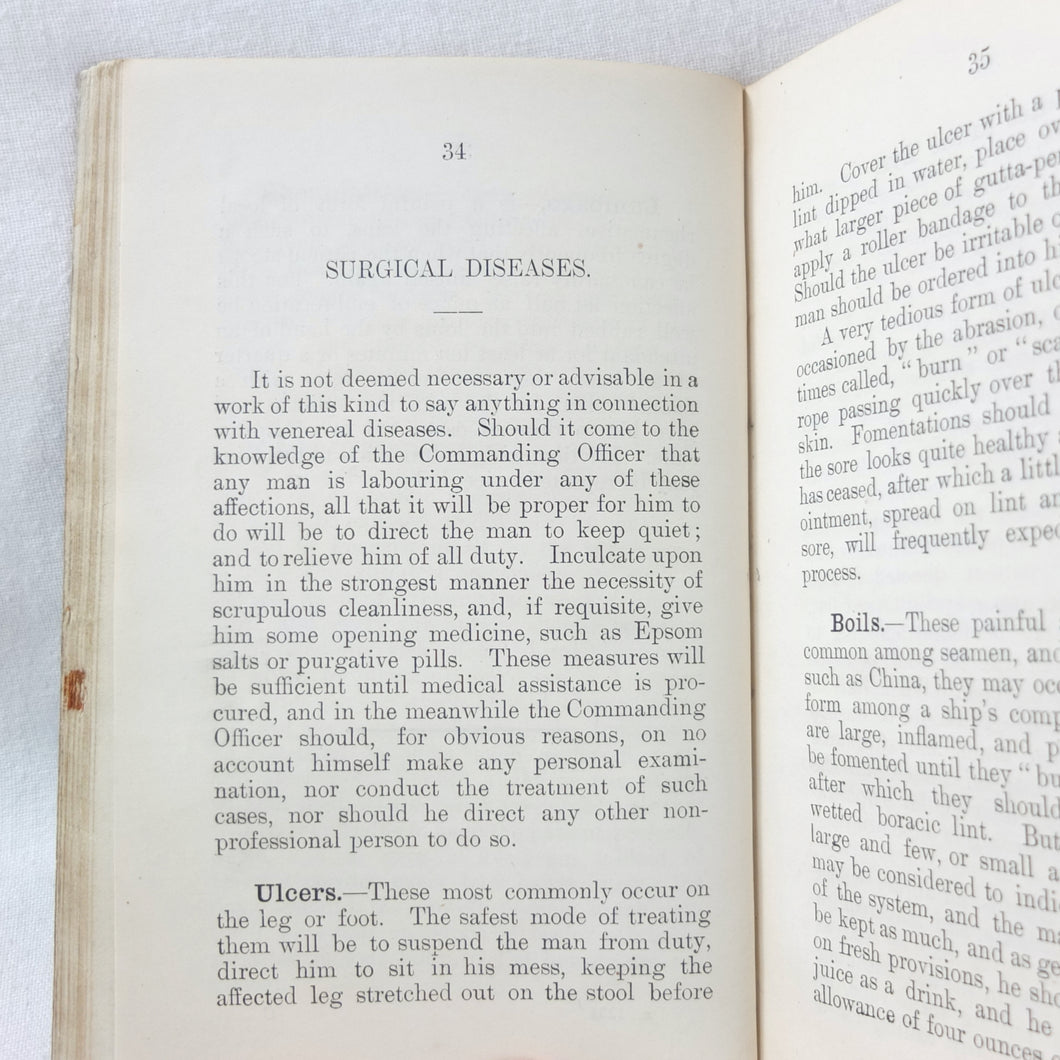 34
SURGICAL DISEASES.
It is not deemed necessary or advisable in a
work of this kind to say anything in connection
with venereal diseases. Should it come to the
knowledge of the Commanding Officer that
any man is labouring under any of these
affections, all that it will be proper for him to
do will be to direct the man to keep quiet;
and to relieve him of all duty. Inculcate upon
him in the strongest manner the necessity of
scrupulous cleanliness, and, if requisite, give
him some opening medicine, such as Epsom
salts or purgative pills. These measures will
be sufficient until medical assistance is pro-
cured, and in the meanwhile the Commanding
Officer should, for obvious reasons, on no
account himself make any personal exami-
nation, nor conduct the treatment of such
cases, nor should he direct any other non-
professional person to do so.
Ulcers.—These most commonly occur on
the leg or foot. The safest mode of treating
them will be to suspend the man from duty,
direct him to sit in his mess, keeping the
affected leg stretched out on the stool before
35
him. Cover the ulcer with a
lint dipped in water, place
what larger piece of
apply a roller bandage to
Should the ulcer be irritable
man should be ordered into
A very tedious form of
occasioned by the abrasion,
times called, "burn" or
rope passing quickly over
skin. Fomentations should
the sore looks quite healthy
has ceased, after which a little
ointment, spread on lint
sore, will frequently
process.
Boils.—These painful
common among seamen, and
such as China, they may
form among a ship's
are large, inflamed, and
be fomented until they
after which they should
wetted boracic lint. But
large and few, or small
may be considered to
of the system, and the
be kept as much, and as
on fresh provisions, he
juice as a drink, and he
allowance of four ounces